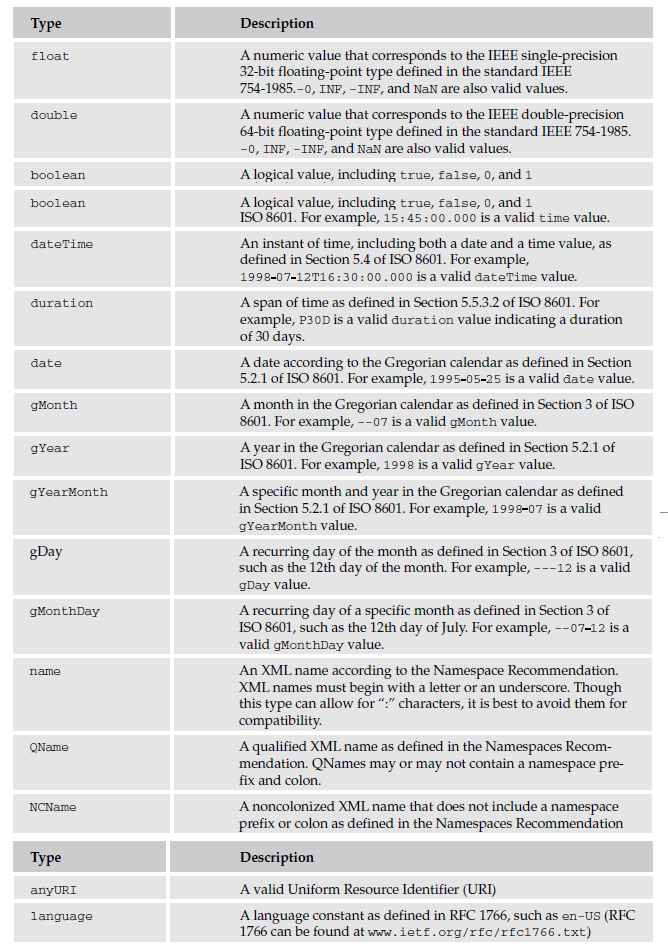 Type Description
float A numeric value that corresponds to the IEEE single-precision
32-bit floating-point type defined in the standard IEEE
754-1985.-0, INF, -INF, and NaN are also valid values.
double A numeric value that corresponds to the IEEE double-precision
64-bit floating-point type defined in the standard IEEE 754-1985.
-0, INF, -INF, and NaN are also valid values.
boolean A logical value, including true, false, 0, and 1
boolean A logical value, including true, false, 0, and 1
ISO 8601. For example, 15:45:00.000 is a valid time value.
dateTime An instant of time, including both a date and a time value, as
defined in Section 5.4 of ISO 8601. For example,
1998-07-12T16:30:00.000 is a valid dateTime value.
duration A span of time as defined in Section 5.5.3.2 of ISO 8601. For
example, P30D is a valid duration value indicating a duration
of 30 days.
date A date according to the Gregorian calendar as defined in Section
5.2.1 of ISO 8601. For example, 1995-05-25 is a valid date value.
gMonth A month in the Gregorian calendar as defined in Section 3 of ISO
8601. For example, --07 is a valid gMonth value.
gYear A year in the Gregorian calendar as defined in Section 5.2.1 of
ISO 8601. For example, 1998 is a valid gYear value.
gYearMonth A specific month and year in the Gregorian calendar as defined
in Section 5.2.1 of ISO 8601. For example, 1998-07 is a valid
gYearMonth value.
gDay A recurring day of the month as defined in Section 3 of ISO 8601,
such as the 12th day of the month. For example, ---12 is a valid
gDay value.
gMonthDay A recurring day of a specific month as defined in Section 3 of
ISO 8601, such as the 12th day of July. For example, --07-12 is a
valid gMonthDay value.
name An XML name according to the Namespace Recommendation.
XML names must begin with a letter or an underscore. Though
this type can allow for “:” characters, it is best to avoid them for
compatibility.
QName A qualified XML name as defined in the Namespaces Recom-
mendation. QNames may or may not contain a namespace pre-
fix and colon.
NCName A noncolonized XML name that does not include a namespace
prefix or colon as defined in the Namespaces Recommendation
Type Description
anyURI A valid Uniform Resource Identifier (URI)
language A language constant as defined in RFC 1766, such as en-US (RFC
1766 can be found at www.ietf.org/rfc/rfc1766.txt)